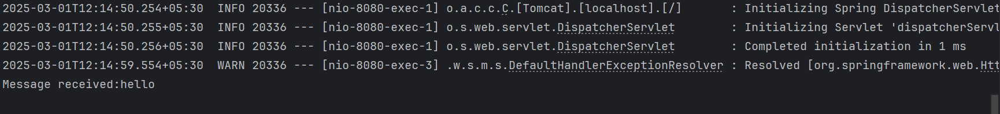 2025-03-01T12:14:50.254+05:30  INFO 20336 --- [nio-8080-exec-1] o.a.c.c.C.[Tomcat].[localhost].[/]       : Initializing Spring DispatcherServlet
2025-03-01T12:14:50.255+05:30  INFO 20336 --- [nio-8080-exec-1] o.s.web.servlet.DispatcherServlet        : Initializing Servlet 'dispatcherServl
2025-03-01T12:14:50.256+05:30  INFO 20336 --- [nio-8080-exec-1] o.s.web.servlet.DispatcherServlet        : Completed initialization in 1 ms
2025-03-01T12:14:59.554+05:30  WARN 20336 --- [nio-8080-exec-3] .w.s.m.s.DefaultHandlerExceptionResolver : Resolved [org.springframework.web.Htt
Message received:hello